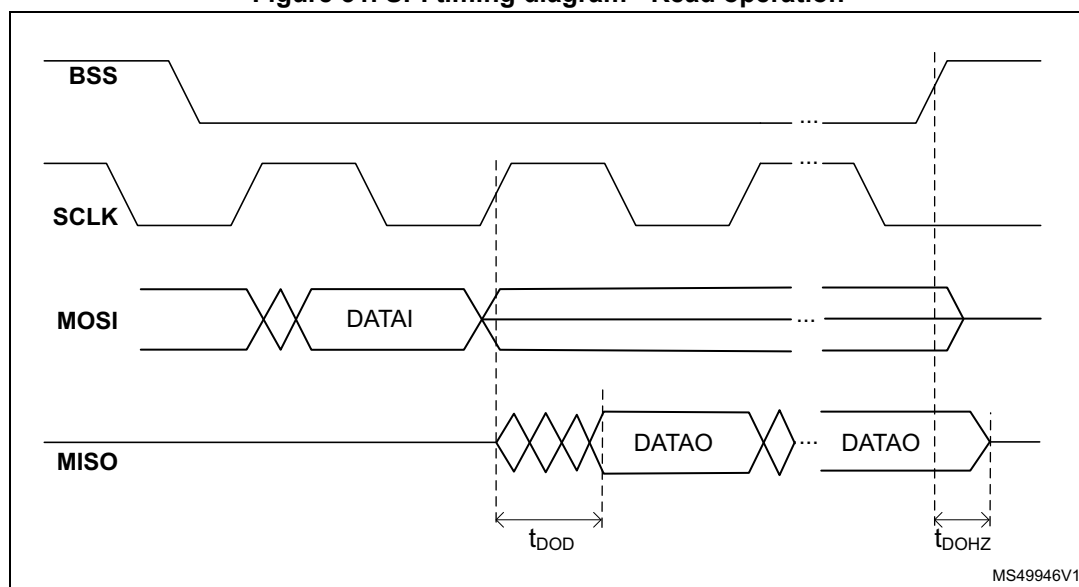 BSS
...
...
SCLK
MOSI
DATAI
...
MISO
DATAO
...
DATAO
tDOD
tDOHZ
MS49946V1